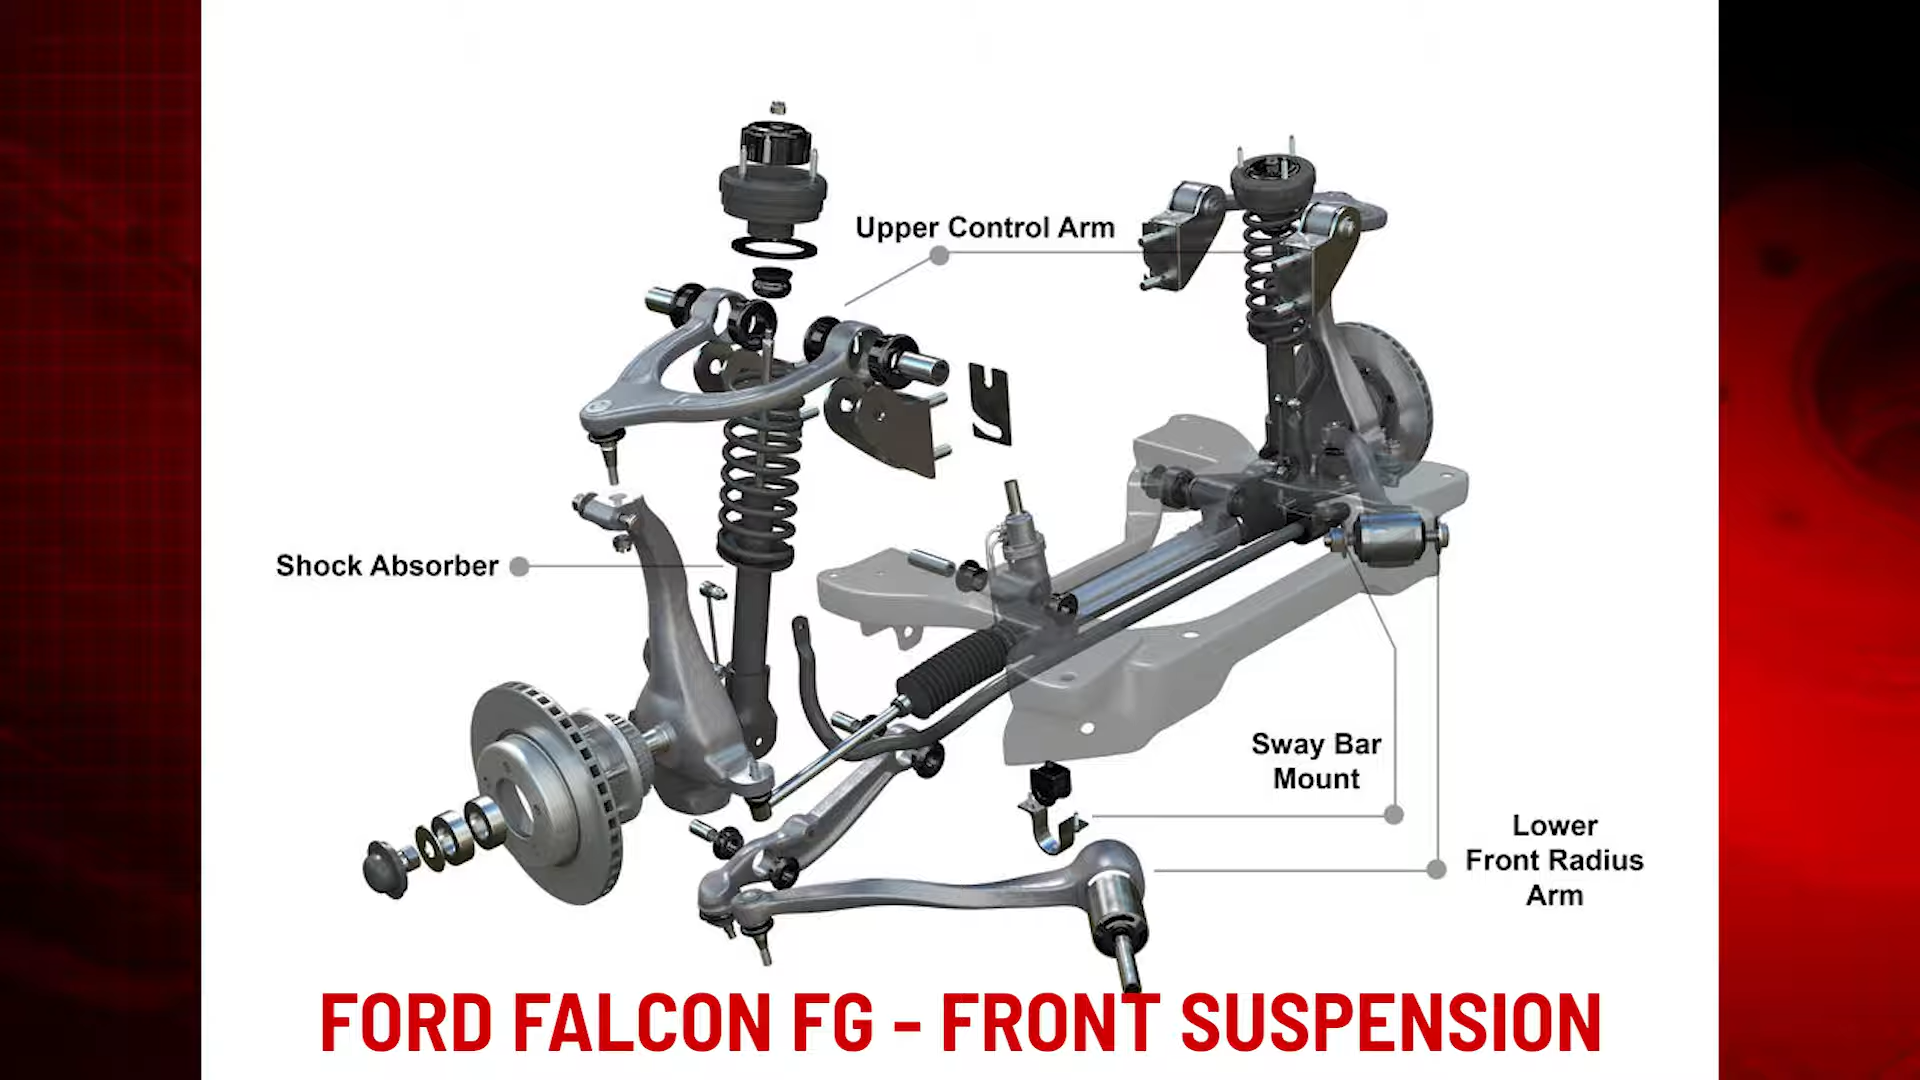 Upper Control Arm
Shock Absorber
Sway Bar
Mount
Lower
Front Radius
Arm
FORD FALCON FG - FRONT SUSPENSION